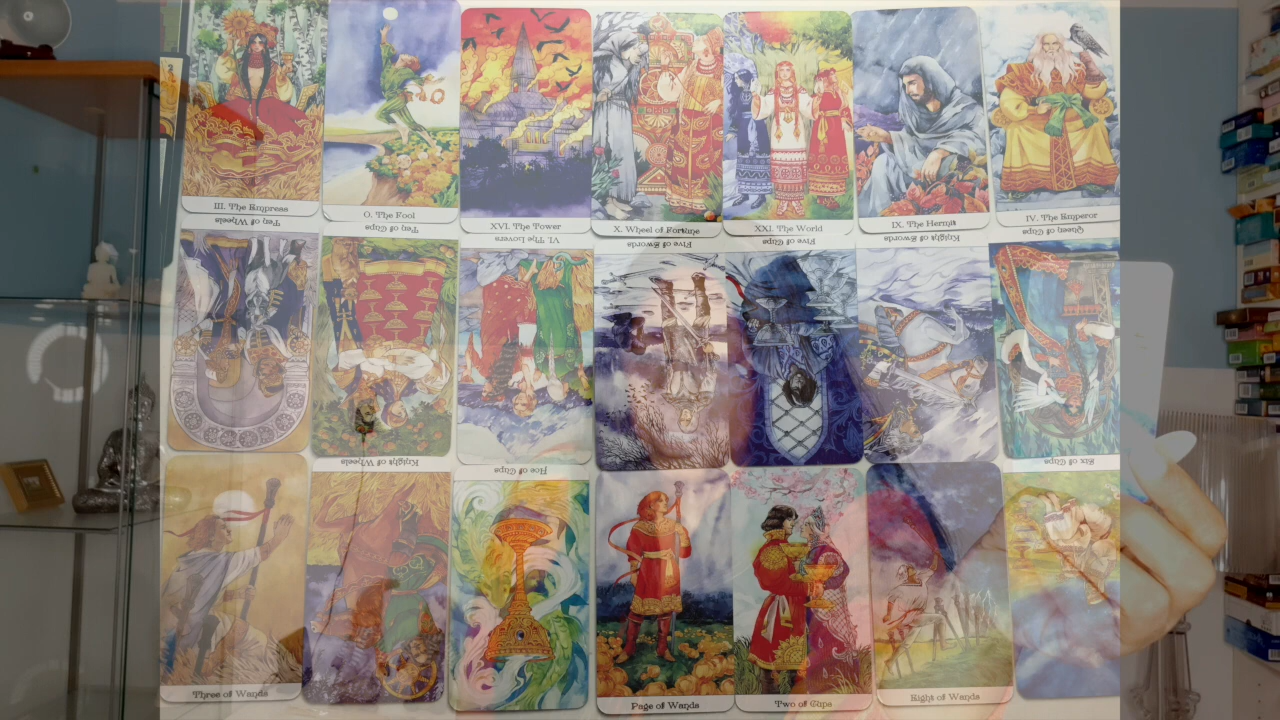 III. The Empress
0. The Fool
XVI. The Tower
X. Wheel of Fortune
XXI. The World
IX. The Hermit
IV. The Emperor
Ten of Wheels
Ten of Cups
VI. The Lovers
Five of Swords
Five of Cups
Knight of Swords
Queen of Cups
Knight of Wheels
Ace of Cups
Six of Cups
Three of Wands
Page of Wands
Two of Cups
Eight of Wands